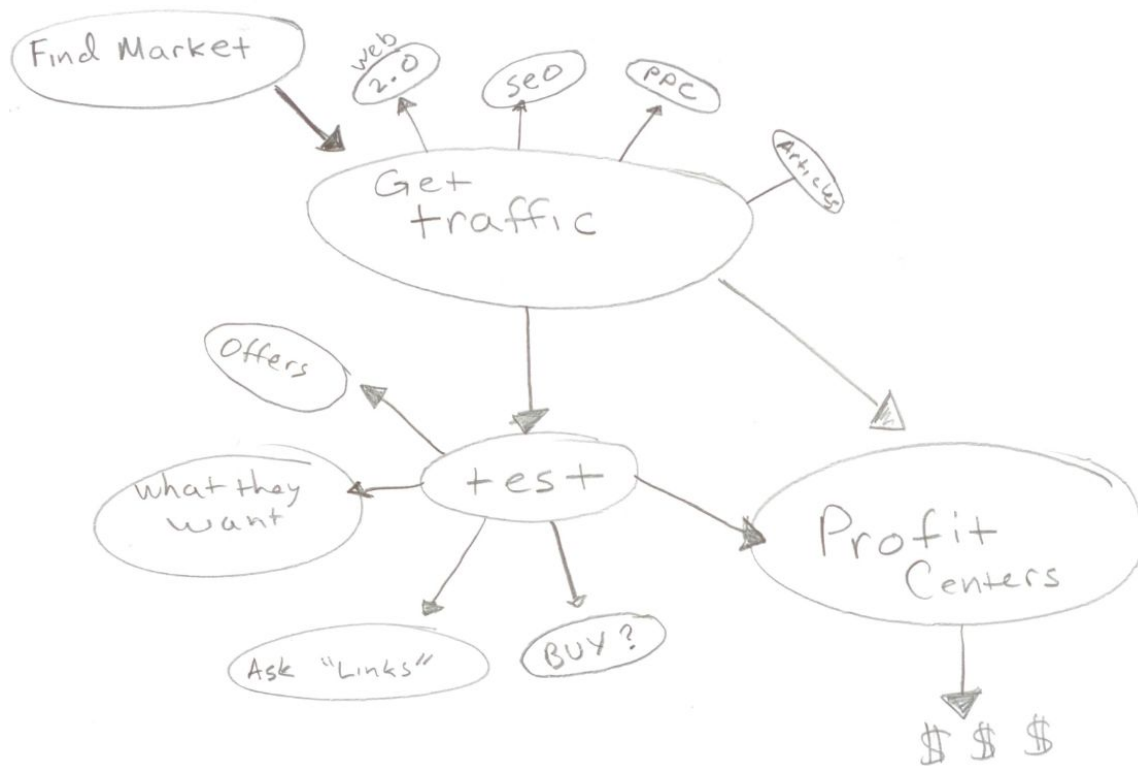 Find Market
web
2.0
SEO
PPC
Articles
Get
traffic
Offers
What they
want
test
Profit
Centers
Ask "Links"
BUY?
$ $ $